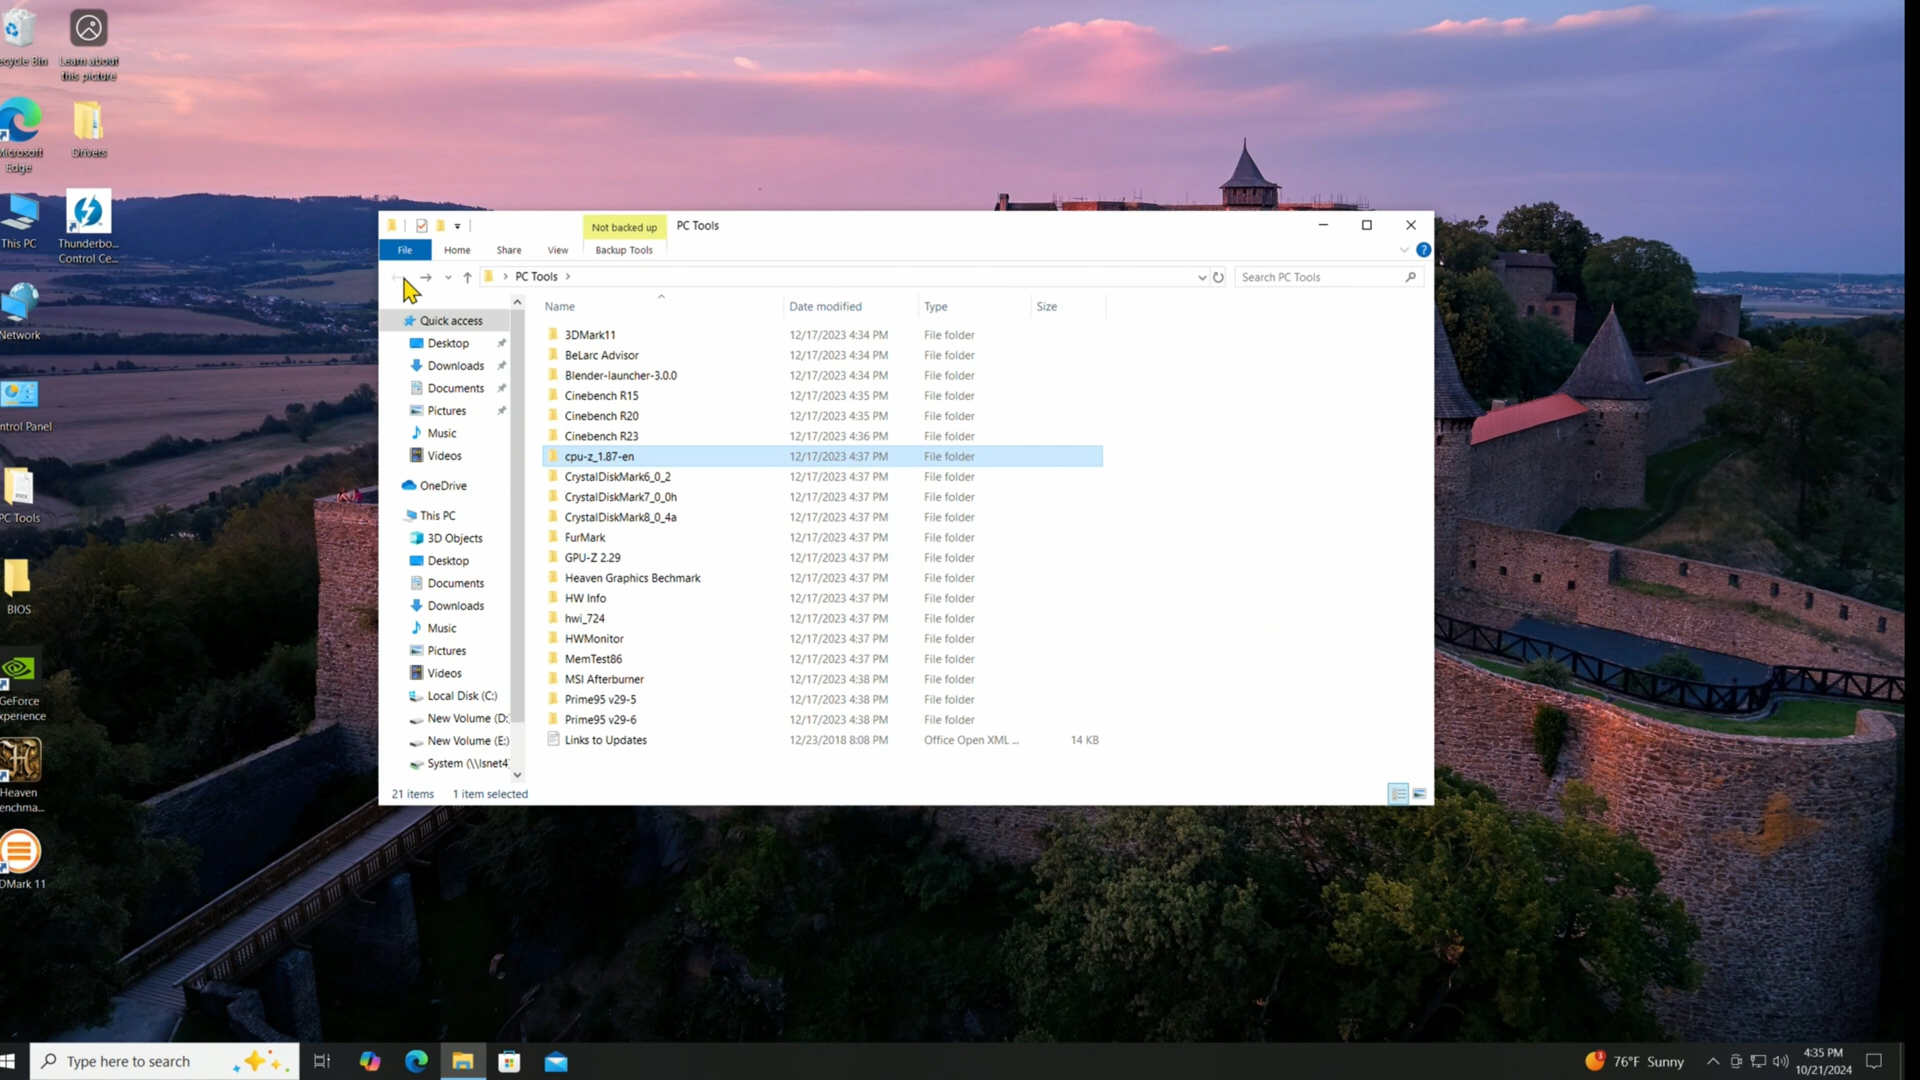 ecycle Bin
Learn about
this picture
Microsoft
Edge
Drivers
This PC
Thunderbo...
Control Ce...
Network
ntrol Panel
PC Tools
BIOS
GeForce
xperience
Heaven
enchma...
DMark 11
Not backed up
PC Tools
File
Home
Share
View
Backup Tools
PC Tools
Search PC Tools
Name
Date modified
Type
Size
Quick access
Desktop
Downloads
Documents
Pictures
Music
Videos
OneDrive
This PC
3D Objects
Desktop
Documents
Downloads
Music
Pictures
Videos
Local Disk (C:)
New Volume (D:
New Volume (E:)
System (\\lsnet4
3DMark11 12/17/2023 4:34 PM File folder
BeLarc Advisor 12/17/2023 4:34 PM File folder
Blender-launcher-3.0.0 12/17/2023 4:34 PM File folder
Cinebench R15 12/17/2023 4:35 PM File folder
Cinebench R20 12/17/2023 4:35 PM File folder
Cinebench R23 12/17/2023 4:36 PM File folder
cpu-z_1.87-en 12/17/2023 4:37 PM File folder
CrystalDiskMark6_0_2 12/17/2023 4:37 PM File folder
CrystalDiskMark7_0_0h 12/17/2023 4:37 PM File folder
CrystalDiskMark8_0_4a 12/17/2023 4:37 PM File folder
FurMark 12/17/2023 4:37 PM File folder
GPU-Z 2.29 12/17/2023 4:37 PM File folder
Heaven Graphics Bechmark 12/17/2023 4:37 PM File folder
HW Info 12/17/2023 4:37 PM File folder
hwi_724 12/17/2023 4:37 PM File folder
HWMonitor 12/17/2023 4:37 PM File folder
MemTest86 12/17/2023 4:37 PM File folder
MSI Afterburner 12/17/2023 4:38 PM File folder
Prime95 v29-5 12/17/2023 4:38 PM File folder
Prime95 v29-6 12/17/2023 4:38 PM File folder
Links to Updates 12/23/2018 8:08 PM Office Open XML ... 14 KB
21 items
1 item selected
Type here to search
76°F Sunny
4:35 PM
10/21/2024